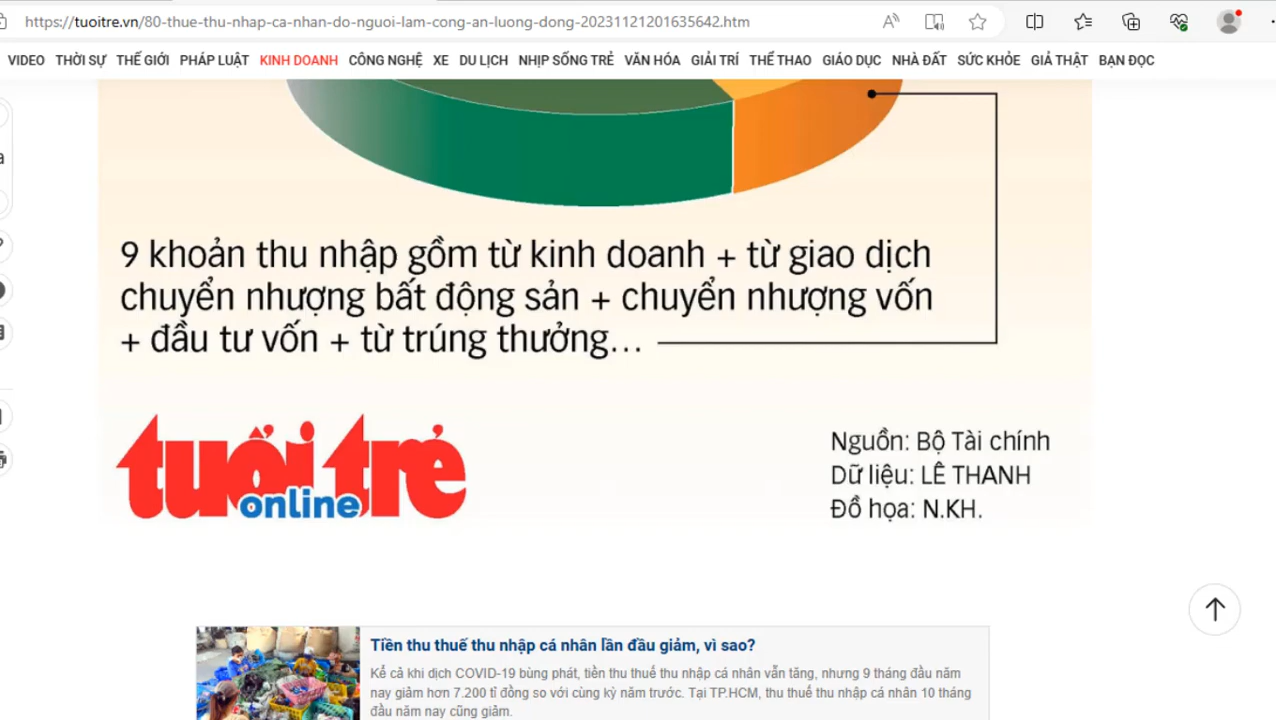 https://tuoitre.vn/80-thue-thu-nhap-ca-nhan-do-nguoi-lam-cong-an-luong-dong-20231121201635642.htm
VIDEO THỜI SỰ THẾ GIỚI PHÁP LUẬT KINH DOANH CÔNG NGHỆ XE DU LỊCH NHỊP SỐNG TRẺ VĂN HÓA GIẢI TRÍ THỂ THAO GIÁO DỤC NHÀ ĐẤT SỨC KHỎE GIẢ THẬT BẠN ĐỌC
9 khoản thu nhập gồm từ kinh doanh + từ giao dịch
chuyển nhượng bất động sản + chuyển nhượng vốn
+ đầu tư vốn + từ trúng thưởng...
tuổi trẻ
online
Nguồn: Bộ Tài chính
Dữ liệu: LÊ THANH
Đồ họa: N.KH.
Tiền thu thuế thu nhập cá nhân lần đầu giảm, vì sao?
Kể cả khi dịch COVID-19 bùng phát, tiền thu thuế thu nhập cá nhân vẫn tăng, nhưng 9 tháng đầu năm
nay giảm hơn 7.200 tỉ đồng so với cùng kỳ năm trước. Tại TP.HCM, thu thuế thu nhập cá nhân 10 tháng
đầu năm nay cũng giảm.